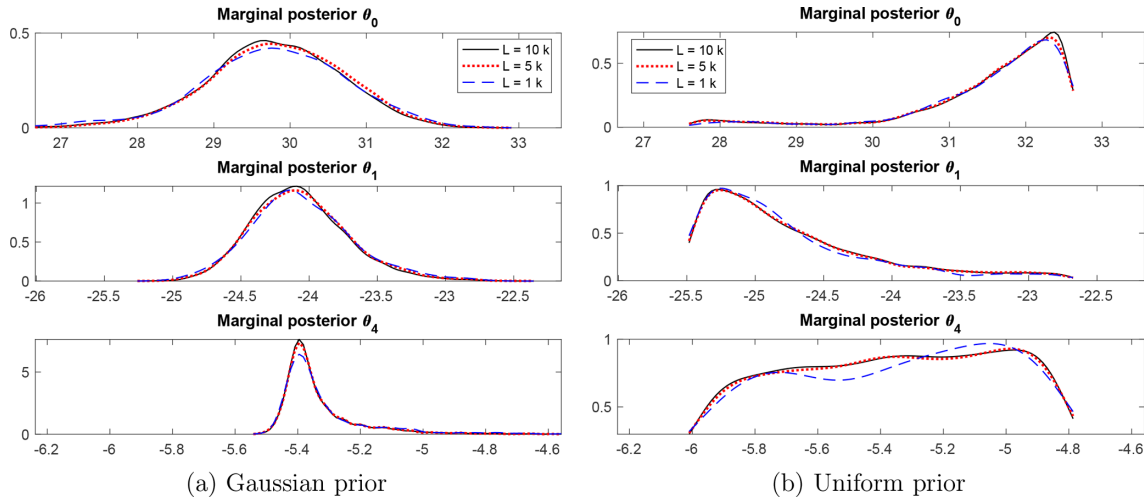 Marginal posterior θ0
0.5
0
27 28 29 30 31 32 33
L = 10 k
L = 5 k
L = 1 k
Marginal posterior θ1
1
0.5
0
-26 -25.5 -25 -24.5 -24 -23.5 -23 -22.5
Marginal posterior θ4
5
0
-6.2 -6 -5.8 -5.6 -5.4 -5.2 -5 -4.8 -4.6
(a) Gaussian prior
Marginal posterior θ0
0.5
0
27 28 29 30 31 32 33
L = 10 k
L = 5 k
L = 1 k
Marginal posterior θ1
1
0.5
0
-26 -25.5 -25 -24.5 -24 -23.5 -23 -22.5
Marginal posterior θ4
1
0.5
-6.2 -6 -5.8 -5.6 -5.4 -5.2 -5 -4.8 -4.6
(b) Uniform prior